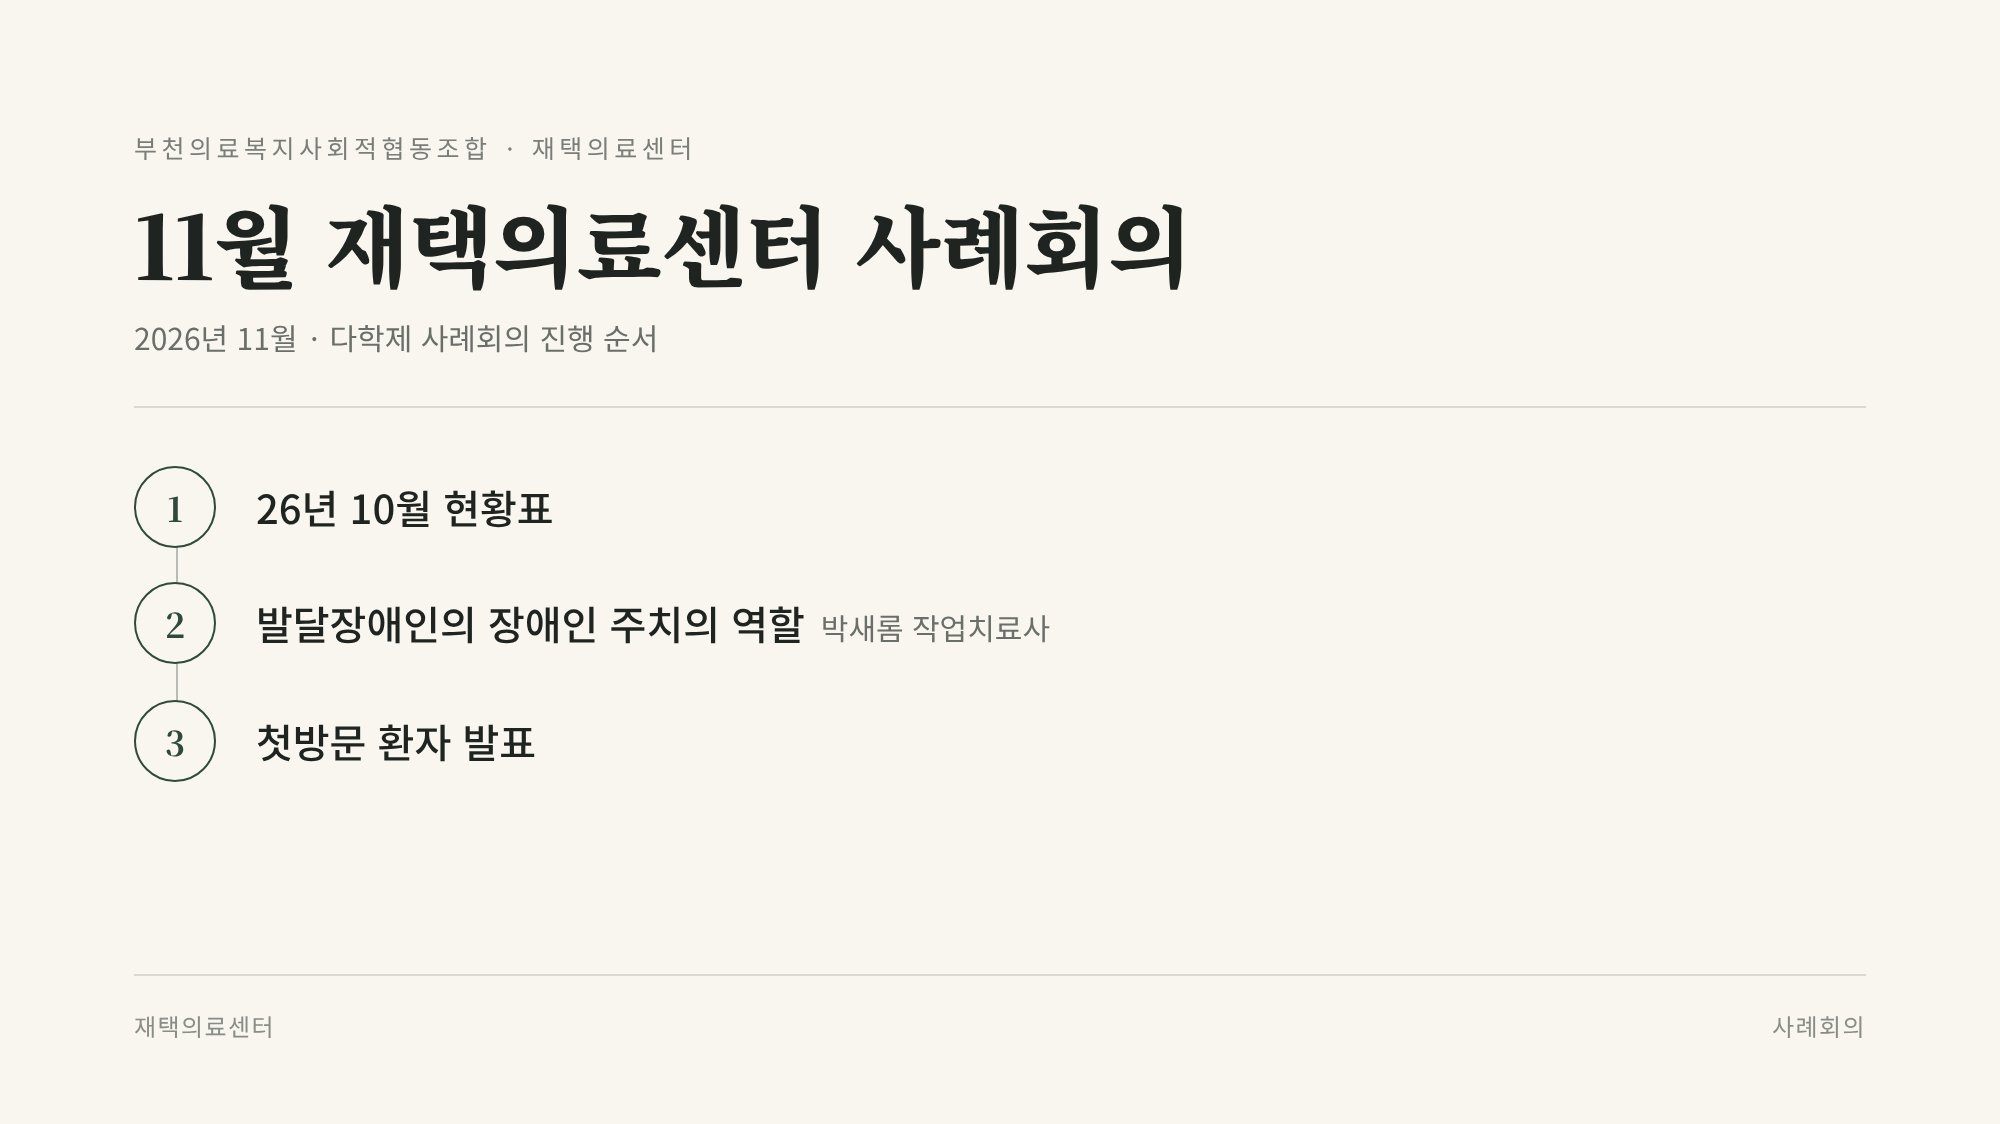 부천의료복지사회적협동조합 · 재택의료센터
11월 재택의료센터 사례회의
2026년 11월 · 다학제 사례회의 진행 순서
1 26년 10월 현황표
2 발달장애인의 장애인 주치의 역할 박새롬 작업치료사
3 첫방문 환자 발표
재택의료센터 사례회의